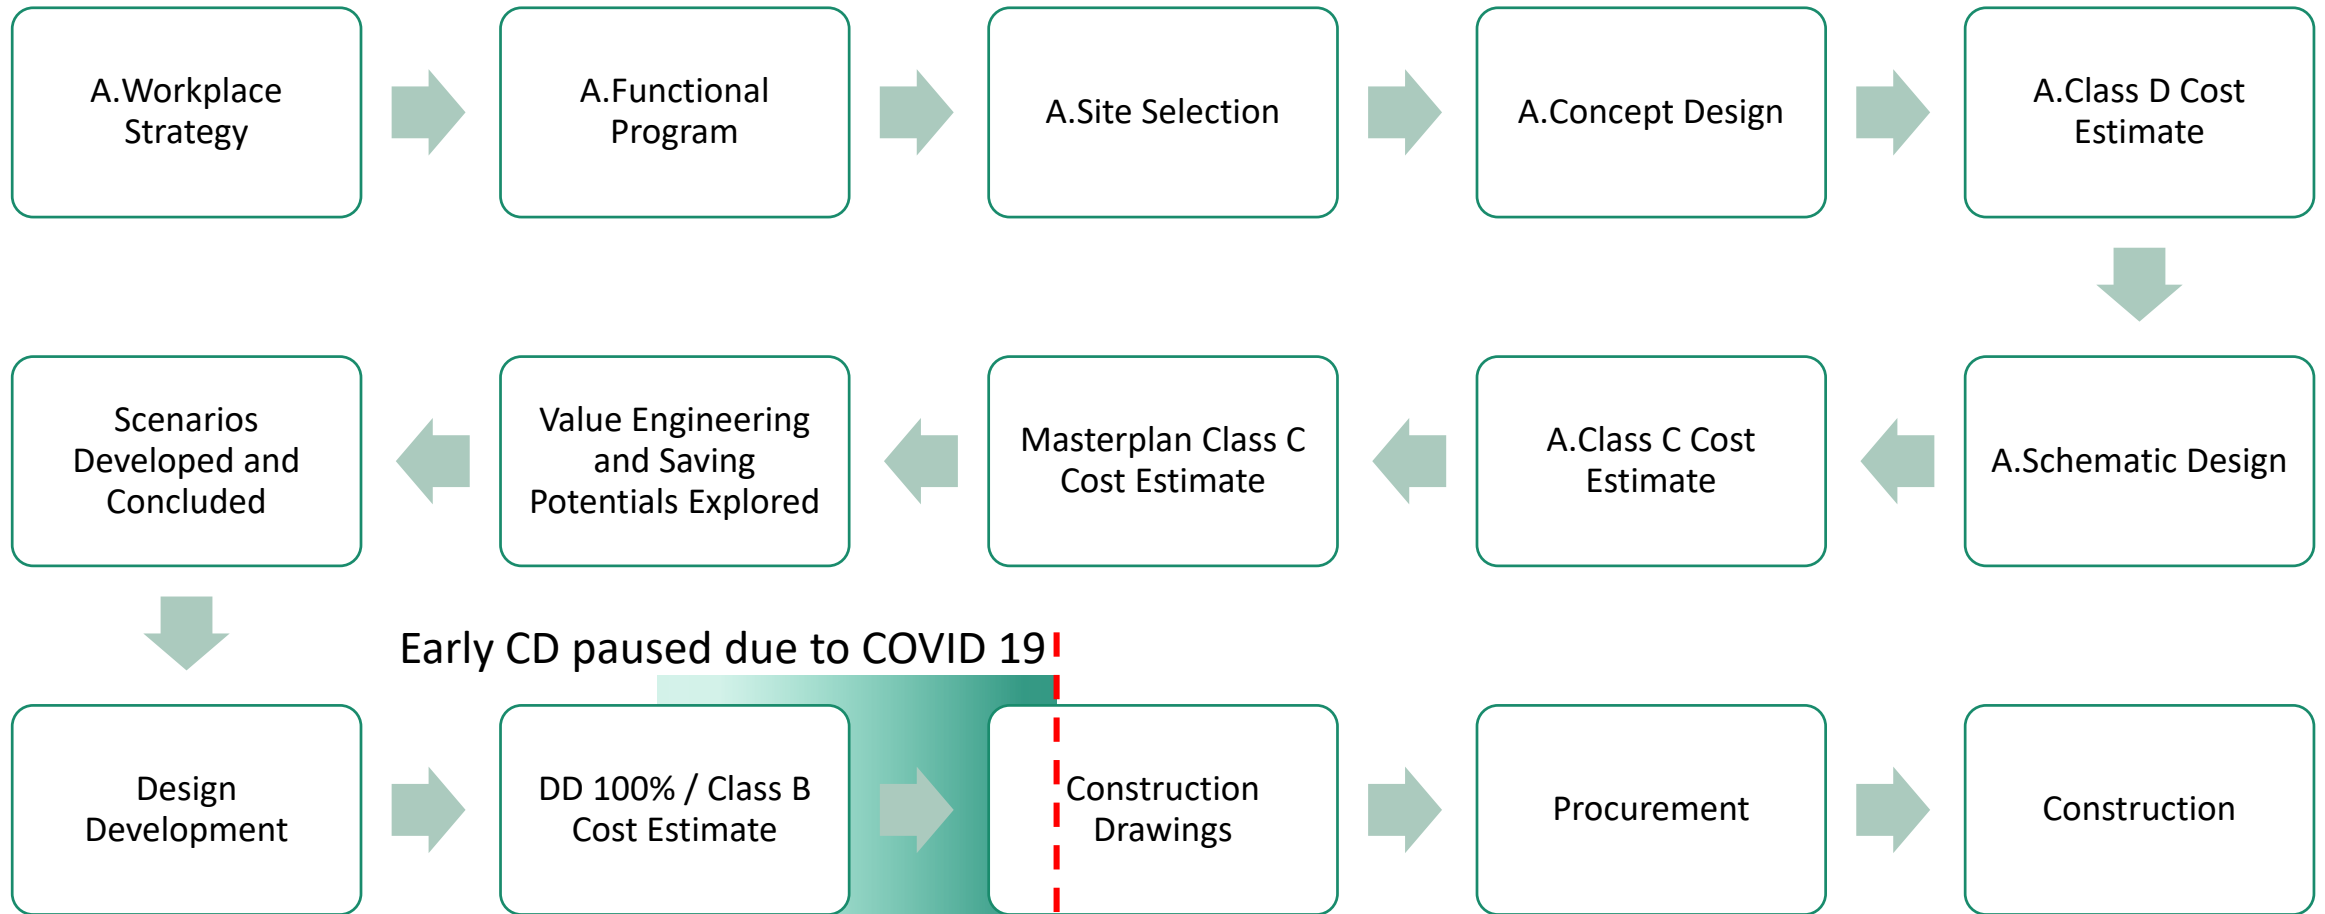 A.Workplace
Strategy
A.Functional
Program
A.Site Selection
A.Concept Design
A.Class D Cost
Estimate
A.Schematic Design
A.Class C Cost
Estimate
Masterplan Class C
Cost Estimate
Value Engineering
and Saving
Potentials Explored
Scenarios
Developed and
Concluded
Early CD paused due to COVID 19
Design
Development
DD 100% / Class B
Cost Estimate
Construction
Drawings
Procurement
Construction